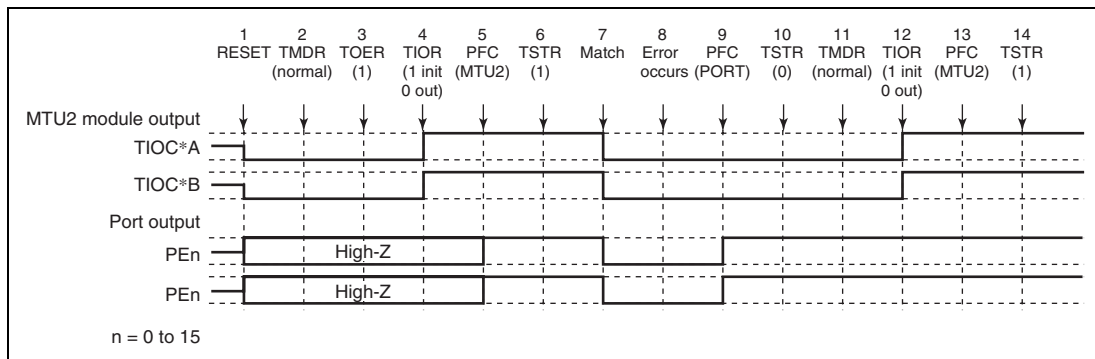 1 2 3 4 5 6 7 8 9 10 11 12 13 14
RESET TMDR TOER TIOR PFC TSTR Match Error PFC TSTR TMDR TIOR PFC TSTR
(normal) (1) (1 init (MTU2) (1) occurs (PORT) (0) (normal) (1 init (MTU2) (1)
0 out) 0 out)
MTU2 module output
TIOC*A
TIOC*B
Port output
PEn High-Z
PEn High-Z
n = 0 to 15